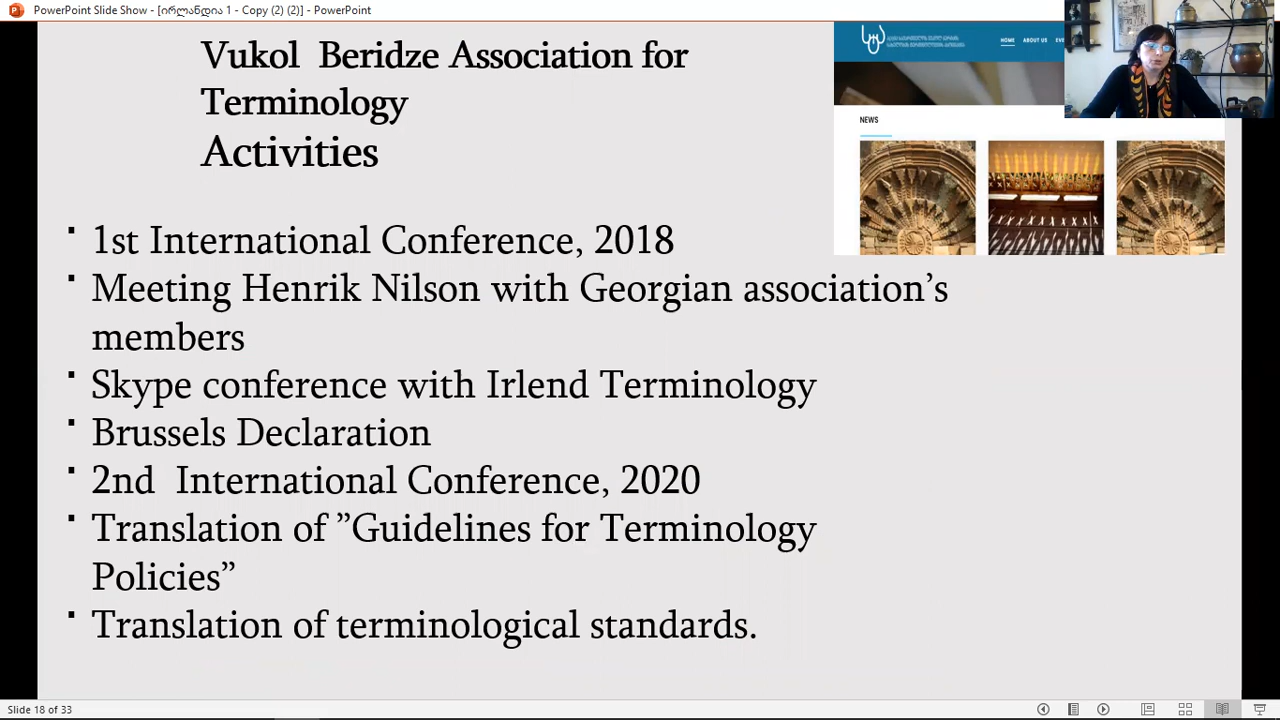 PowerPoint Slide Show - [ირლანდია 1 - Copy (2) (2)] - PowerPoint
Vukol Beridze Association for
Terminology
Activities
HOME ABOUT US
NEWS
1st International Conference, 2018
Meeting Henrik Nilson with Georgian association’s
members
Skype conference with Irlend Terminology
Brussels Declaration
2nd International Conference, 2020
Translation of ”Guidelines for Terminology
Policies”
Translation of terminological standards.
Slide 18 of 33